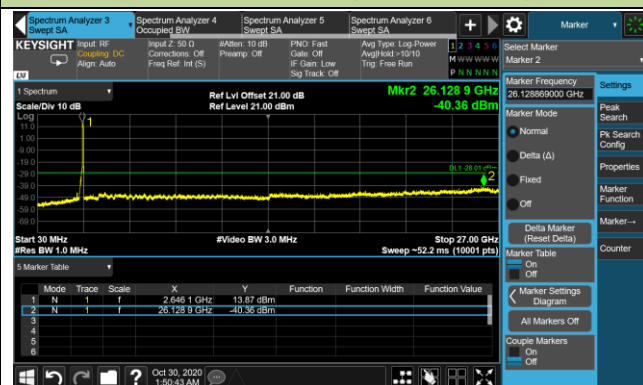 Spectrum Analyzer 3
Swept SA
Spectrum Analyzer 4
Occupied BW
Spectrum Analyzer 5
Swept SA
Spectrum Analyzer 6
Swept SA
Marker
KEYSIGHT
Input: RF
Coupling: DC
Align: Auto
Input Z: 50 Ω
Corrections: Off
Freq Ref: Int (S)
#Atten: 10 dB
Preamp: Off
PNO: Fast
Gate: Off
IF Gain: Low
Sig Track: Off
Avg Type: Log-Power
Avg|Hold:>10/10
Trig: Free Run
1 2 3 4 5 6
M W W W W W
P N N N N N
LXI
1 Spectrum
Scale/Div 10 dB
Ref Lvl Offset 21.00 dB
Ref Level 21.00 dBm
Mkr2 26.128 9 GHz
-40.36 dBm
Log
11.0
1.00
-9.00
-19.0
-29.0
-39.0
-49.0
-59.0
-69.0
1
DL1 -28.01 dBm
2
Start 30 MHz
#Res BW 1.0 MHz
#Video BW 3.0 MHz
Stop 27.00 GHz
Sweep ~52.2 ms (10001 pts)
5 Marker Table
Mode Trace Scale X Y Function Function Width Function Value
1 N 1 f 2.646 1 GHz 13.87 dBm
2 N 1 f 26.128 9 GHz -40.36 dBm
3
4
5
6
Select Marker
Marker 2
Marker Frequency
26.128869000 GHz
Marker Mode
Normal
Delta (Δ)
Fixed
Off
Delta Marker
(Reset Delta)
Marker Table
On
Off
Marker Settings
Diagram
All Markers Off
Couple Markers
On
Off
Settings
Peak
Search
Pk Search
Config
Properties
Marker
Function
Marker→
Counter
Oct 30, 2020
1:50:43 AM